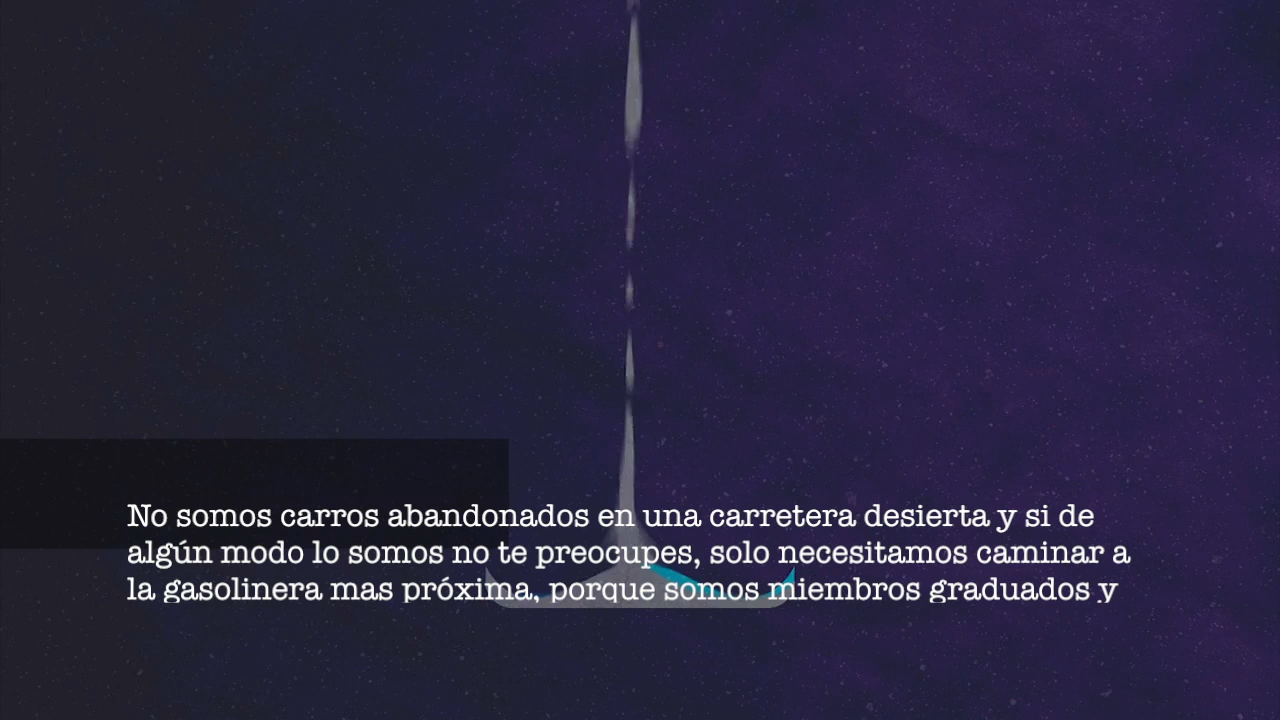 No somos carros abandonados en una carretera desierta y si de
algún modo lo somos no te preocupes, solo necesitamos caminar a
la gasolinera mas próxima, porque somos miembros graduados y